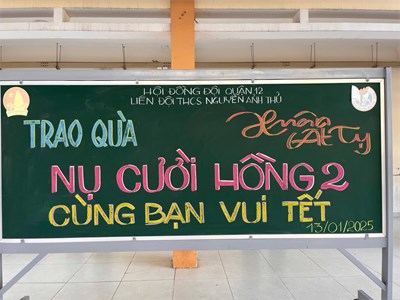 HỘI ĐỒNG ĐỘI QUẬN 12
LIÊN ĐỘI THCS NGUYỄN ANH THỦ
TRAO QUÀ
Xuân
Ất Tỵ
NỤ CƯỜI HỒNG 2
CÙNG BẠN VUI TẾT
13/01/2025